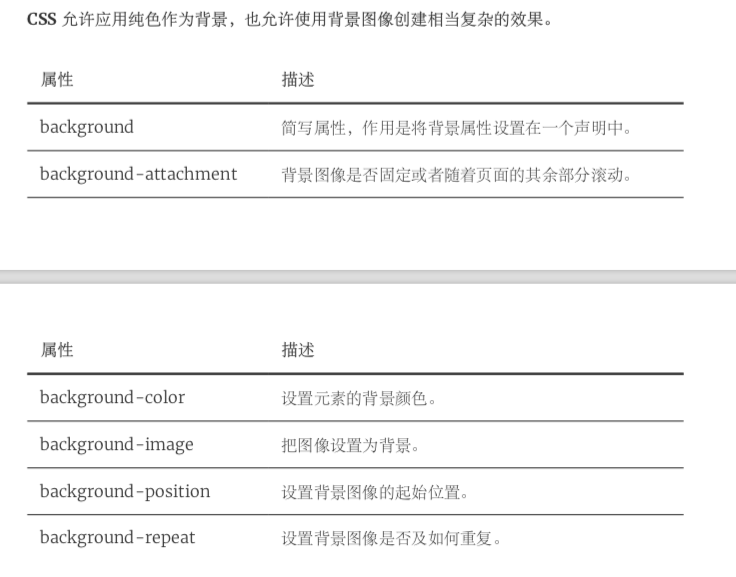 CSS 允许应用纯色作为背景，也允许使用背景图像创建相当复杂的效果。
属性 描述
background 简写属性，作用是将背景属性设置在一个声明中。
background-attachment 背景图像是否固定或者随着页面的其余部分滚动。
属性 描述
background-color 设置元素的背景颜色。
background-image 把图像设置为背景。
background-position 设置背景图像的起始位置。
background-repeat 设置背景图像是否及如何重复。